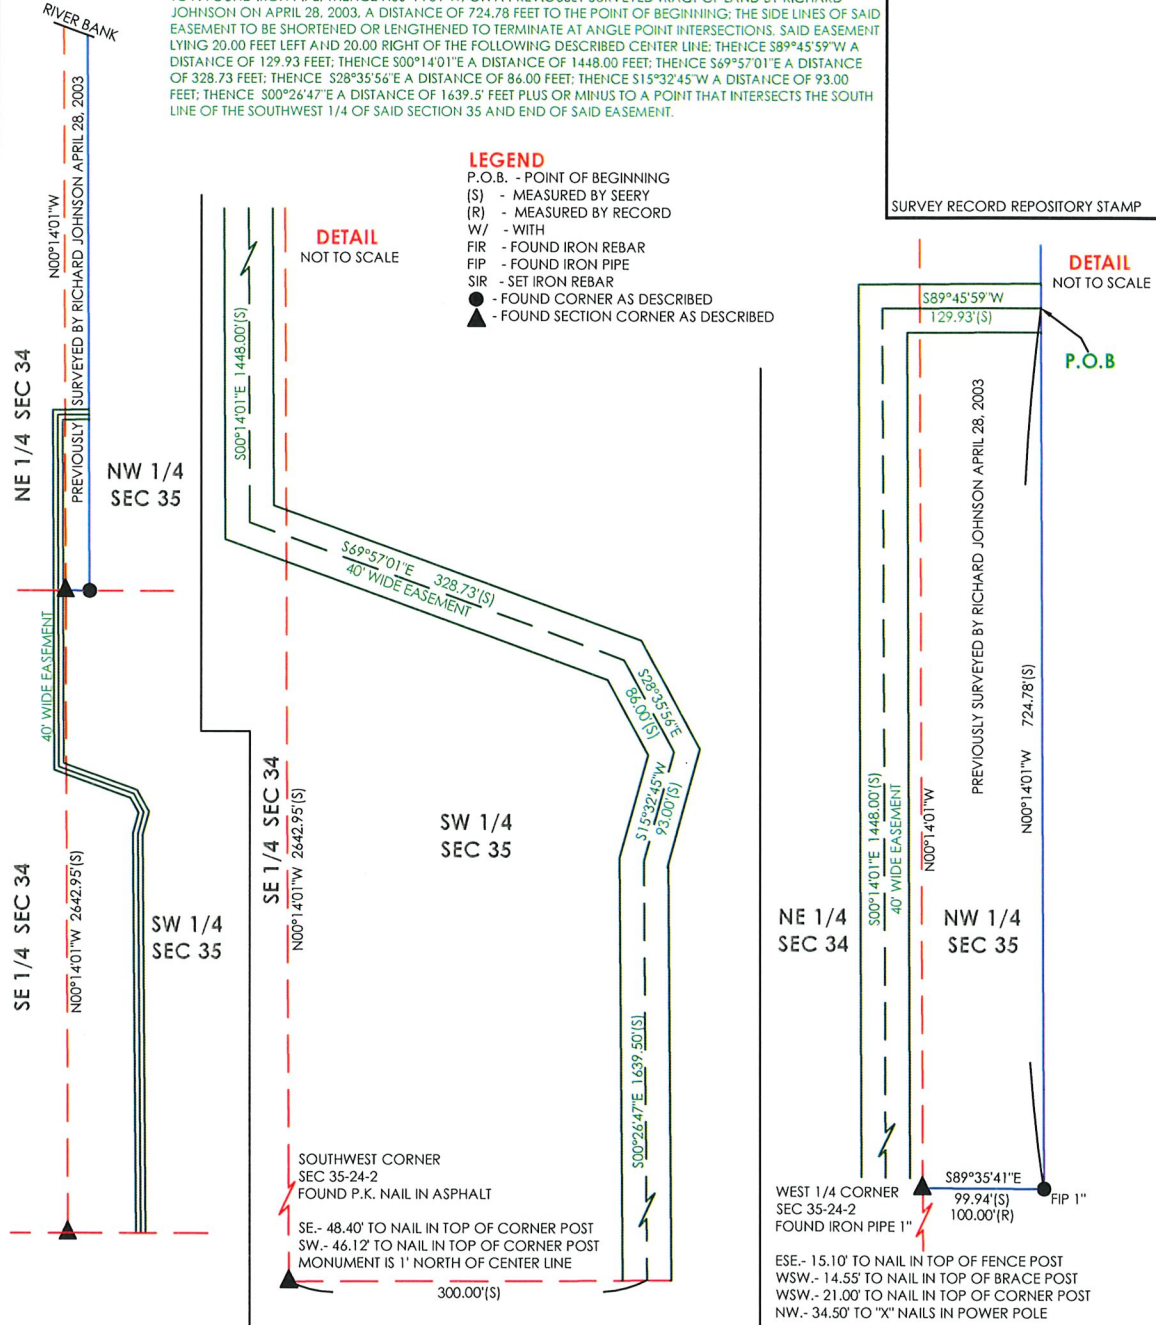 JOHNSON ON APRIL 28, 2003, A DISTANCE OF 724.78 FEET TO THE POINT OF BEGINNING; THE SIDE LINES OF SAID
EASEMENT TO BE SHORTENED OR LENGTHENED TO TERMINATE AT ANGLE POINT INTERSECTIONS. SAID EASEMENT
LYING 20.00 FEET LEFT AND 20.00 RIGHT OF THE FOLLOWING DESCRIBED CENTER LINE: THENCE S89°45'59"W A
DISTANCE OF 129.93 FEET; THENCE S00°14'01"E A DISTANCE OF 1448.00 FEET; THENCE S69°57'01"E A DISTANCE
OF 328.73 FEET; THENCE S28°35'56"E A DISTANCE OF 86.00 FEET; THENCE S15°32'45"W A DISTANCE OF 93.00
FEET; THENCE S00°26'47"E A DISTANCE OF 1639.5' FEET PLUS OR MINUS TO A POINT THAT INTERSECTS THE SOUTH
LINE OF THE SOUTHWEST 1/4 OF SAID SECTION 35 AND END OF SAID EASEMENT.
RIVER BANK
N00°14'01"W
PREVIOUSLY SURVEYED BY RICHARD JOHNSON APRIL 28, 2003
NE 1/4 SEC 34
NW 1/4
SEC 35
40' WIDE EASEMENT
SE 1/4 SEC 34
N00°14'01"W 2642.95'(S)
SW 1/4
SEC 35
LEGEND
P.O.B. - POINT OF BEGINNING
(S) - MEASURED BY SEERY
(R) - MEASURED BY RECORD
W/ - WITH
FIR - FOUND IRON REBAR
FIP - FOUND IRON PIPE
SIR - SET IRON REBAR
- FOUND CORNER AS DESCRIBED
- FOUND SECTION CORNER AS DESCRIBED
DETAIL
NOT TO SCALE
S00°14'01"E 1448.00'(S)
S69°57'01"E 328.73'(S)
40' WIDE EASEMENT
S28°35'56"E
86.00'(S)
S15°32'45"W
93.00'(S)
SE 1/4 SEC 34
N00°14'01"W 2642.95'(S)
SW 1/4
SEC 35
S00°26'47"E 1639.50'(S)
SOUTHWEST CORNER
SEC 35-24-2
FOUND P.K. NAIL IN ASPHALT
SE.- 48.40' TO NAIL IN TOP OF CORNER POST
SW.- 46.12' TO NAIL IN TOP OF CORNER POST
MONUMENT IS 1' NORTH OF CENTER LINE
300.00'(S)
SURVEY RECORD REPOSITORY STAMP
DETAIL
NOT TO SCALE
S89°45'59"W
129.93'(S)
P.O.B
PREVIOUSLY SURVEYED BY RICHARD JOHNSON APRIL 28, 2003
N00°14'01"W 724.78'(S)
S00°14'01"E 1448.00'(S)
40' WIDE EASEMENT
N00°14'01"W
NE 1/4
SEC 34
NW 1/4
SEC 35
S89°35'41"E
99.94'(S)
100.00'(R)
FIP 1"
WEST 1/4 CORNER
SEC 35-24-2
FOUND IRON PIPE 1"
ESE.- 15.10' TO NAIL IN TOP OF FENCE POST
WSW.- 14.55' TO NAIL IN TOP OF BRACE POST
WSW.- 21.00' TO NAIL IN TOP OF CORNER POST
NW.- 34.50' TO "X" NAILS IN POWER POLE